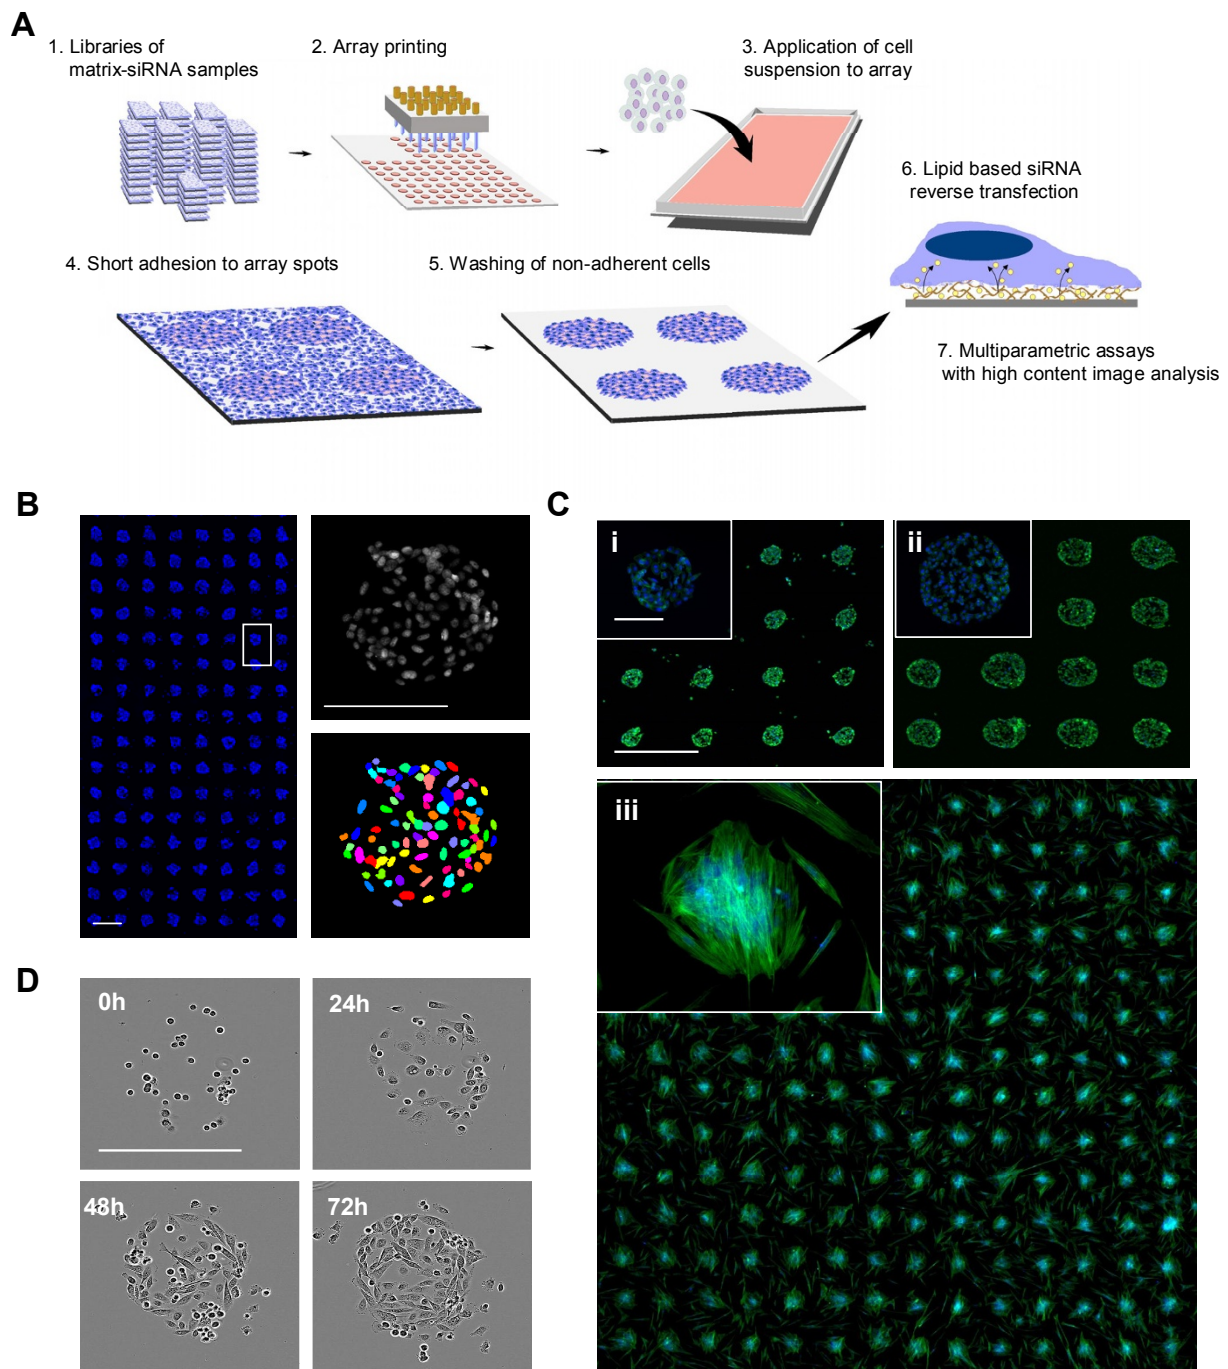 A
1. Libraries of
matrix-siRNA samples
2. Array printing
3. Application of cell
suspension to array
4. Short adhesion to array spots
5. Washing of non-adherent cells
6. Lipid based siRNA
reverse transfection
7. Multiparametric assays
with high content image analysis
B
C
i
ii
iii
D
0h
24h
48h
72h